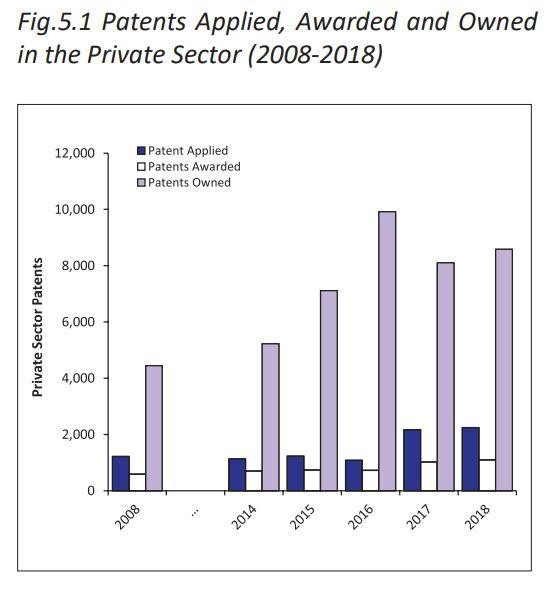 Fig.5.1 Patents Applied, Awarded and Owned
in the Private Sector (2008-2018)
12,000
10,000
8,000
6,000
4,000
2,000
0
Private Sector Patents
Patent Applied
Patents Awarded
Patents Owned
2008
...
2014
2015
2016
2017
2018